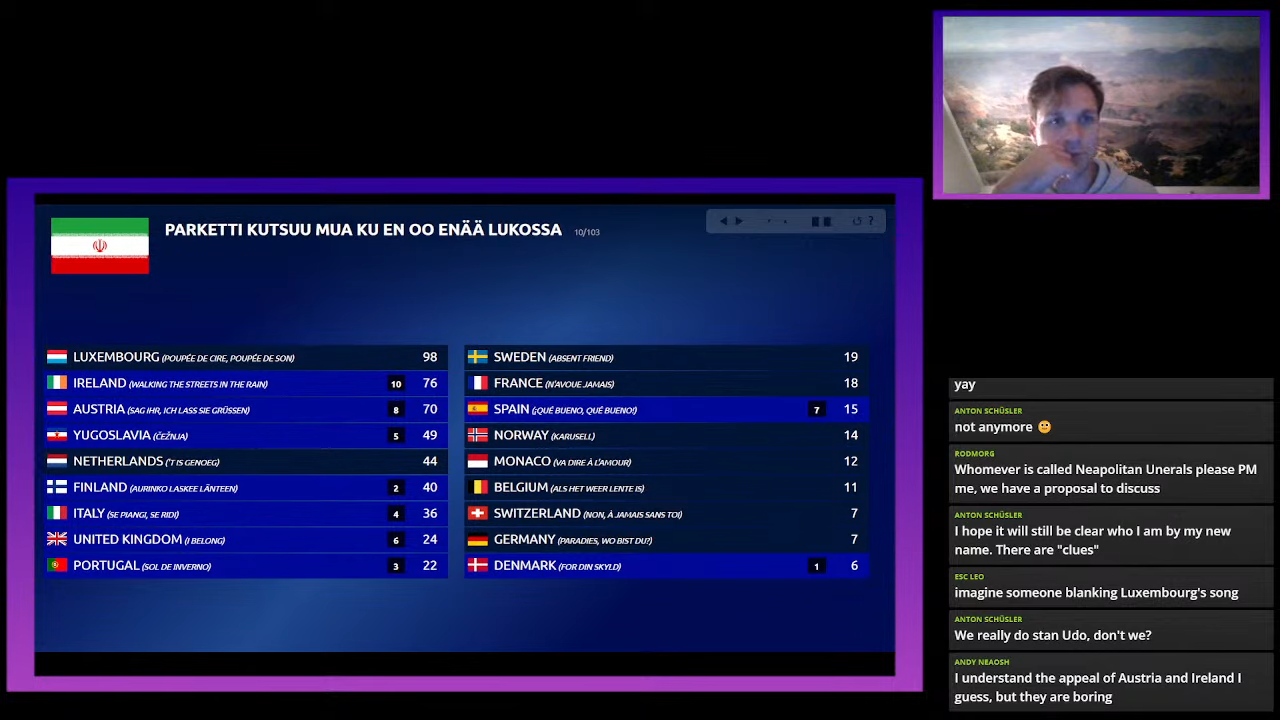 PARKETTI KUTSUU MUA KU EN OO ENÄÄ LUKOSSA 10/103
LUXEMBOURG (POUPÉE DE CIRE, POUPÉE DE SON) 98
IRELAND (WALKING THE STREETS IN THE RAIN) 10 76
AUSTRIA (SAG IHR, ICH LASS SIE GRÜSSEN) 8 70
YUGOSLAVIA (ČEŽNJA) 5 49
NETHERLANDS ('T IS GENOEG) 44
FINLAND (AURINKO LASKEE LÄNTEEN) 2 40
ITALY (SE PIANGI, SE RIDI) 4 36
UNITED KINGDOM (I BELONG) 6 24
PORTUGAL (SOL DE INVERNO) 3 22
SWEDEN (ABSENT FRIEND) 19
FRANCE (N'AVOUE JAMAIS) 18
SPAIN (¡QUÉ BUENO, QUÉ BUENO!) 7 15
NORWAY (KARUSELL) 14
MONACO (VA DIRE À L'AMOUR) 12
BELGIUM (ALS HET WEER LENTE IS) 11
SWITZERLAND (NON, À JAMAIS SANS TOI) 7
GERMANY (PARADIES, WO BIST DU?) 7
DENMARK (FOR DIN SKYLD) 1 6
yay
ANTON SCHÜSLER
not anymore
RODMORG
Whomever is called Neapolitan Unerals please PM
me, we have a proposal to discuss
ANTON SCHÜSLER
I hope it will still be clear who I am by my new
name. There are "clues"
ESC LEO
imagine someone blanking Luxembourg's song
ANTON SCHÜSLER
We really do stan Udo, don't we?
ANDY NEAOSH
I understand the appeal of Austria and Ireland I
guess, but they are boring